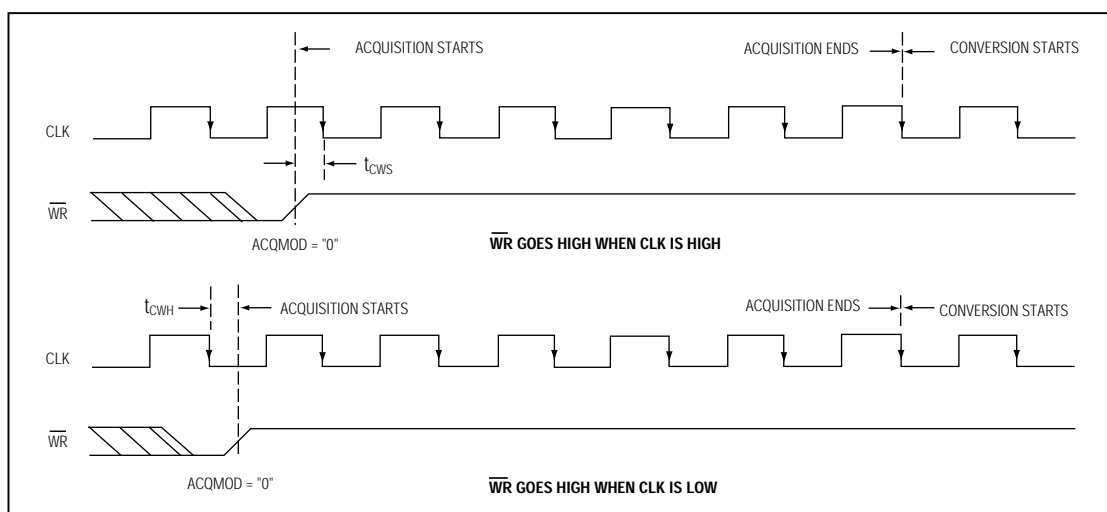 ACQUISITION STARTS
ACQUISITION ENDS
CONVERSION STARTS
CLK
tCWS
WR
ACQMOD = "0"
WR GOES HIGH WHEN CLK IS HIGH
tCWH
ACQUISITION STARTS
ACQUISITION ENDS
CONVERSION STARTS
CLK
WR
ACQMOD = "0"
WR GOES HIGH WHEN CLK IS LOW